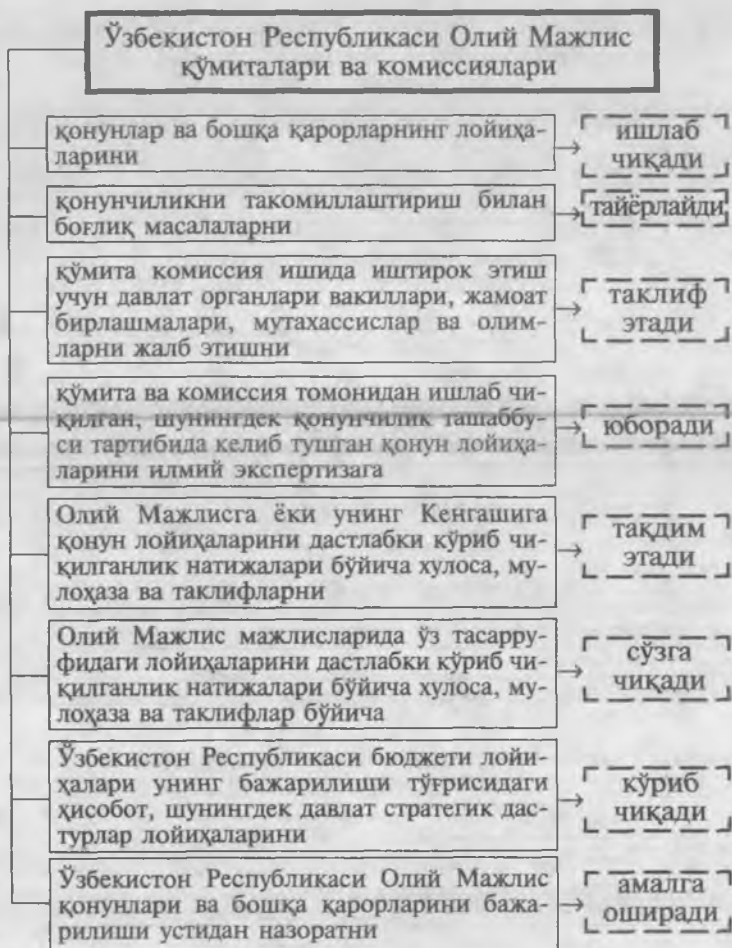 Ўзбекистон Республикаси Олий Мажлис
қўмиталари ва комиссиялари
қонунлар ва бошқа қарорларнинг лойиҳа-
ларини
ишлаб
чиқади
қонунчиликни такомиллаштириш билан
боғлиқ масалаларни
тайёрлайди
қўмита комиссия ишида иштирок этиш
учун давлат органлари вакиллари, жамоат
бирлашмалари, мутахассислар ва олим-
ларни жалб этишни
таклиф
этади
қўмита ва комиссия томонидан ишлаб чи-
қилган, шунингдек қонунчилик ташаббу-
си тартибида келиб тушган қонун лойиҳа-
ларини илмий экспертизага
юборади
Олий Мажлисга ёки унинг Кенгашига
қонун лойиҳаларини дастлабки кўриб чи-
қилганлик натижалари бўйича хулоса, му-
лоҳаза ва таклифларни
тақдим
этади
Олий Мажлис мажлисларида ўз тасарру-
фидаги лойиҳаларини дастлабки кўриб чи-
қилганлик натижалари бўйича хулоса, му-
лоҳаза ва таклифлар бўйича
сўзга
чиқади
Ўзбекистон Республикаси бюджети лойи-
ҳалари унинг бажарилиши тўғрисидаги
ҳисобот, шунингдек давлат стратегик дас-
турлар лойиҳаларини
кўриб
чиқади
Ўзбекистон Республикаси Олий Мажлис
қонунлари ва бошқа қарорларини бажа-
рилиши устидан назоратни
амалга
оширади